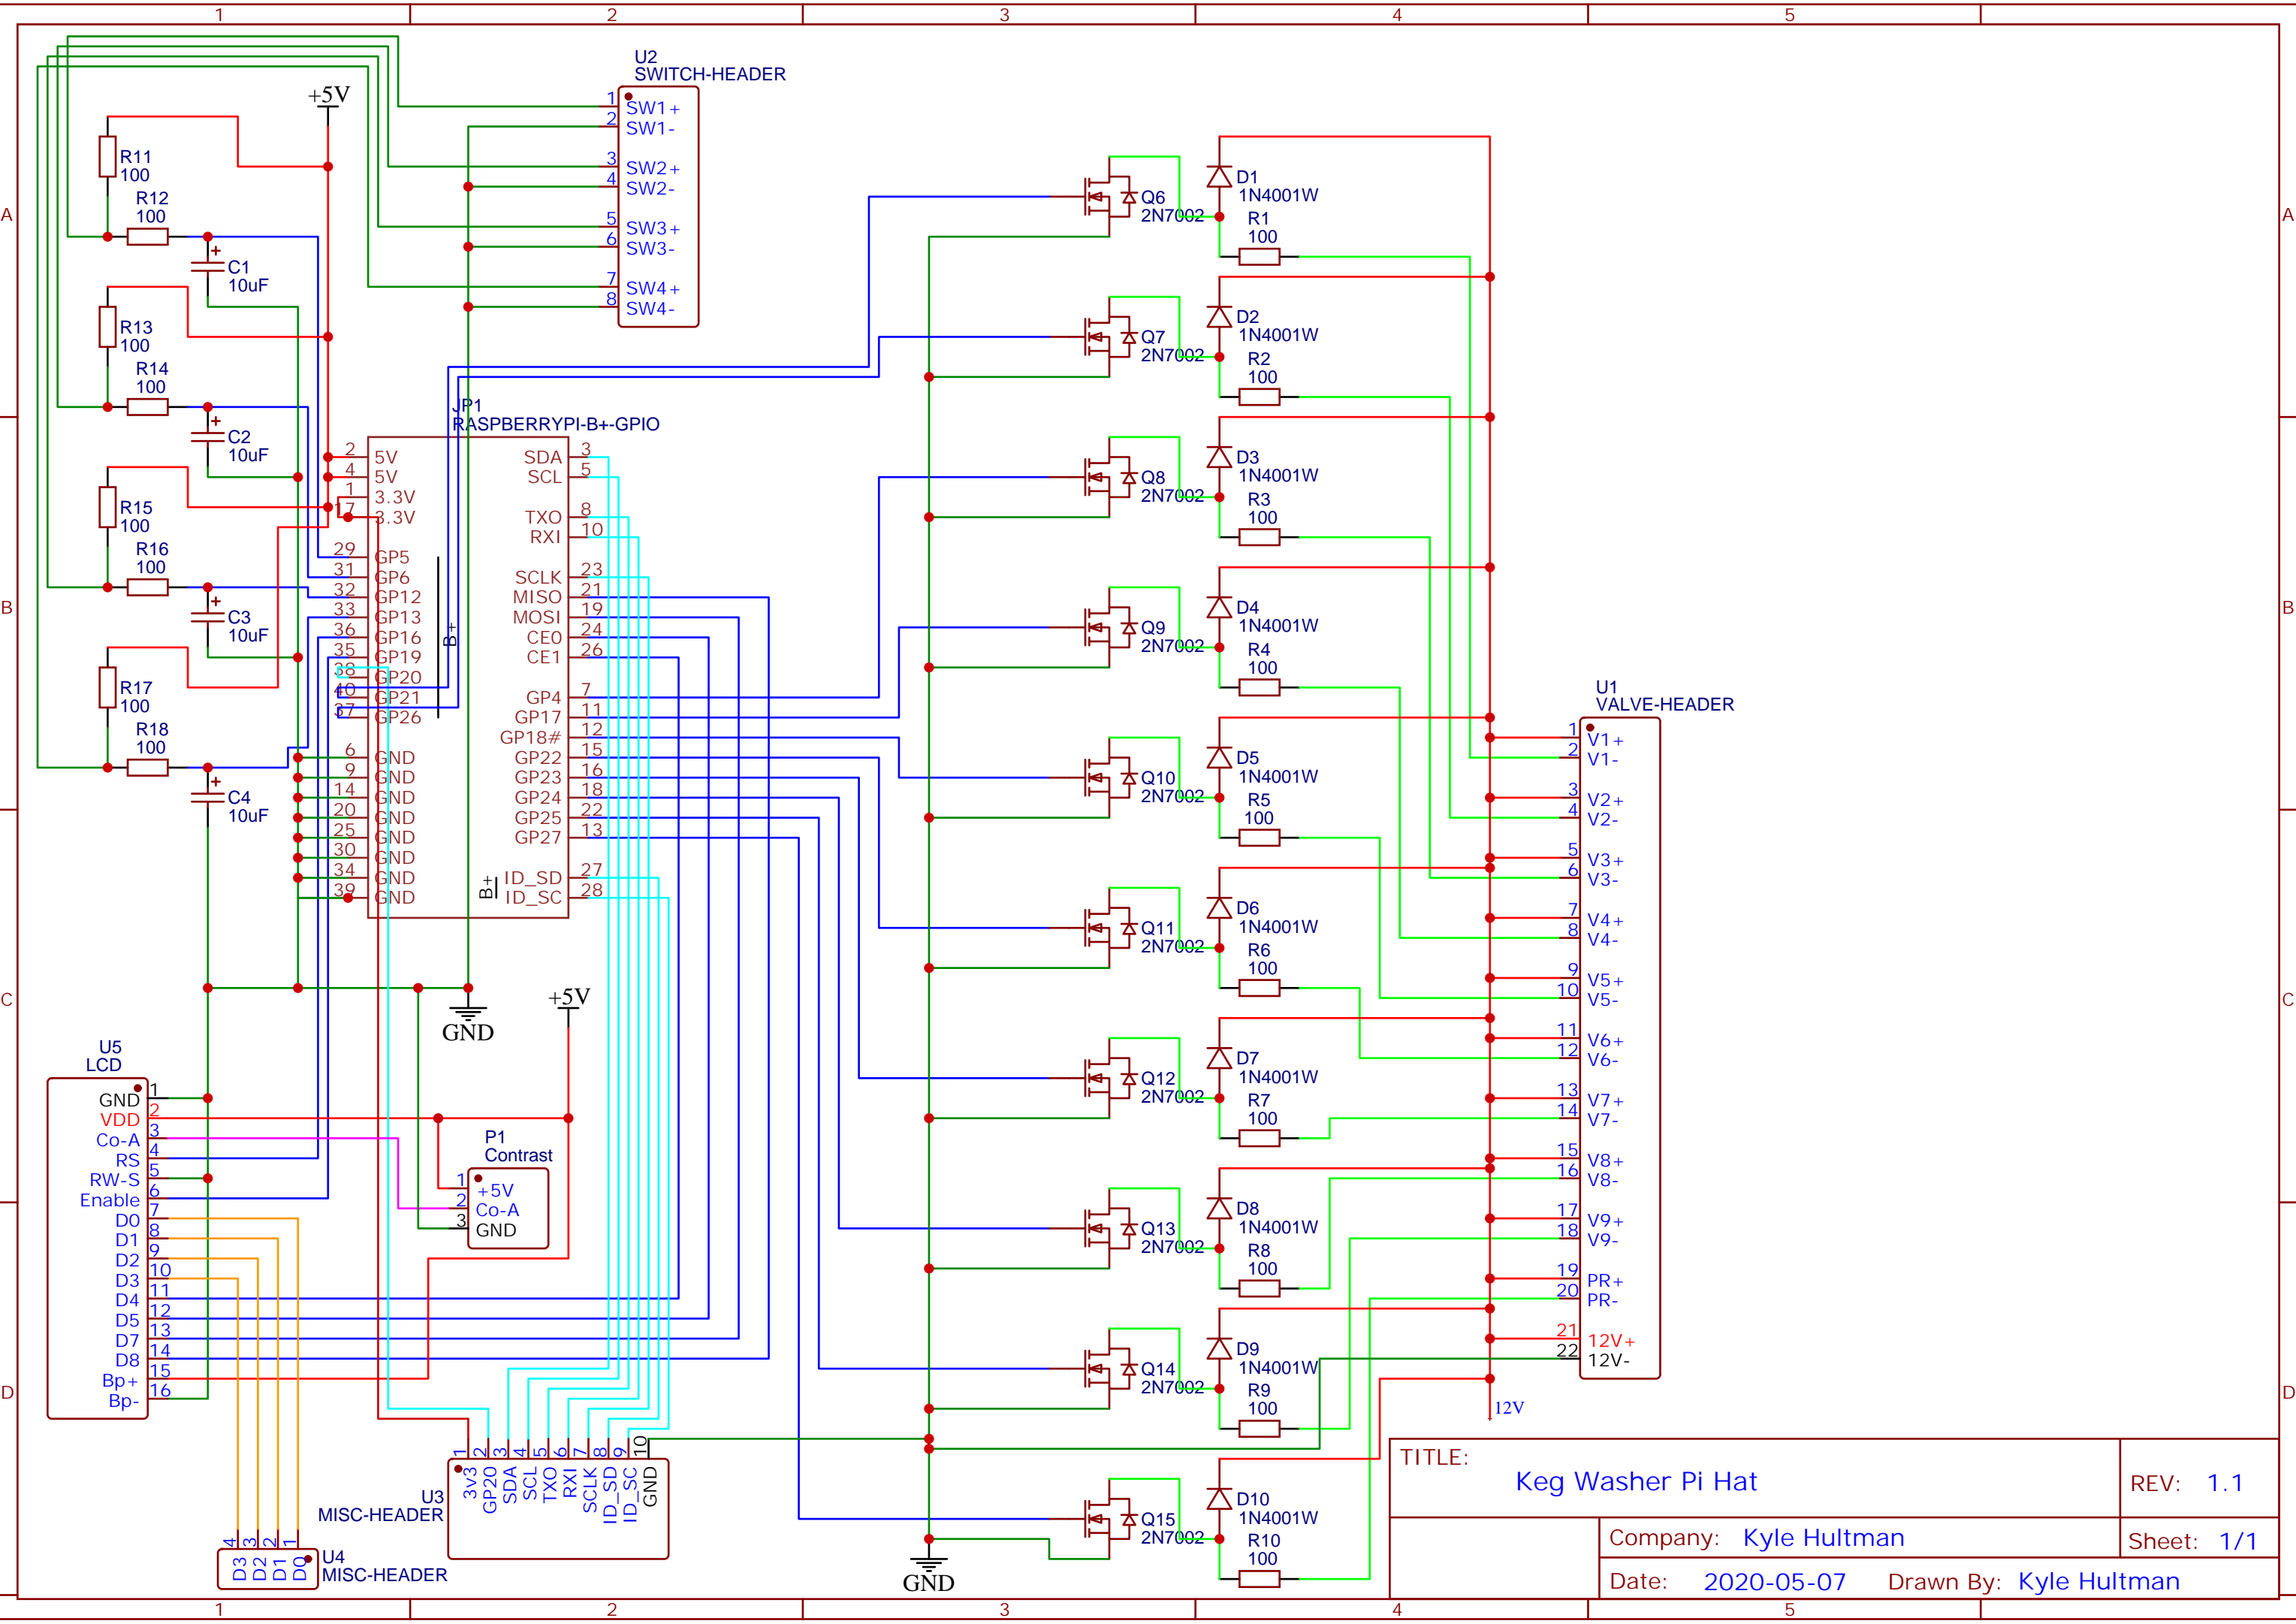 1 2 3 4 5
A
B
C
D
U2
SWITCH-HEADER
1 SW1+
2 SW1-
3 SW2+
4 SW2-
5 SW3+
6 SW3-
7 SW4+
8 SW4-
+5V
R11
100
R12
100
C1
10uF
R13
100
R14
100
C2
10uF
R15
100
R16
100
C3
10uF
R17
100
R18
100
C4
10uF
JP1
RASPBERRYPI-B+-GPIO
2 5V
4 5V
1 3.3V
17 3.3V
29 GP5
31 GP6
32 GP12
33 GP13
36 GP16
35 GP19
38 GP20
40 GP21
37 GP26
6 GND
9 GND
14 GND
20 GND
25 GND
30 GND
34 GND
39 GND
B+
SDA 3
SCL 5
TXO 8
RXI 10
SCLK 23
MISO 21
MOSI 19
CE0 24
CE1 26
GP4 7
GP17 11
GP18# 12
GP22 15
GP23 16
GP24 18
GP25 22
GP27 13
B+
ID_SD 27
ID_SC 28
GND
+5V
U5
LCD
GND 1
VDD 2
Co-A 3
RS 4
RW-S 5
Enable 6
D0 7
D1 8
D2 9
D3 10
D4 11
D5 12
D7 13
D8 14
Bp+ 15
Bp- 16
P1
Contrast
1 +5V
2 Co-A
3 GND
U3
MISC-HEADER
1 3v3
2 GP20
3 SDA
4 SCL
5 TXO
6 RXI
7 SCLK
8 ID_SD
9 ID_SC
10 GND
U4
MISC-HEADER
4 D3
3 D2
2 D1
1 D0
Q6
2N7002
D1
1N4001W
R1
100
Q7
2N7002
D2
1N4001W
R2
100
Q8
2N7002
D3
1N4001W
R3
100
Q9
2N7002
D4
1N4001W
R4
100
Q10
2N7002
D5
1N4001W
R5
100
Q11
2N7002
D6
1N4001W
R6
100
Q12
2N7002
D7
1N4001W
R7
100
Q13
2N7002
D8
1N4001W
R8
100
Q14
2N7002
D9
1N4001W
R9
100
Q15
2N7002
D10
1N4001W
R10
100
GND
U1
VALVE-HEADER
1 V1+
2 V1-
3 V2+
4 V2-
5 V3+
6 V3-
7 V4+
8 V4-
9 V5+
10 V5-
11 V6+
12 V6-
13 V7+
14 V7-
15 V8+
16 V8-
17 V9+
18 V9-
19 PR+
20 PR-
21 12V+
22 12V-
12V
TITLE:
Keg Washer Pi Hat
REV: 1.1
Company: Kyle Hultman
Sheet: 1/1
Date: 2020-05-07 Drawn By: Kyle Hultman
A
B
C
D
1 2 3 4 5